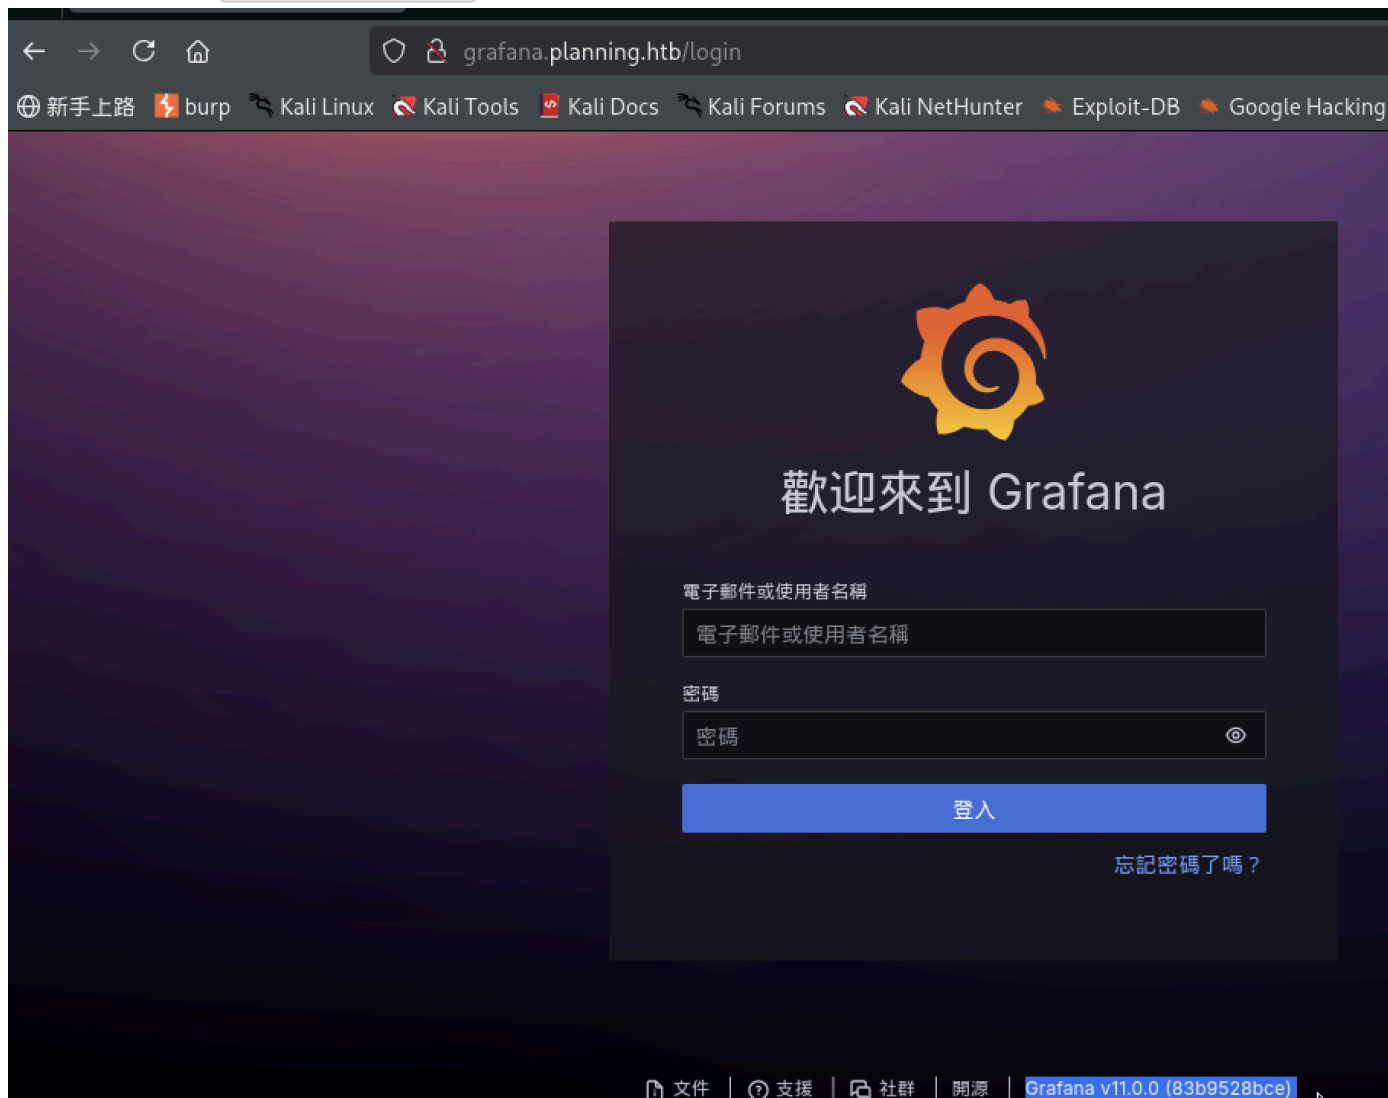 grafana.planning.htb/login
新手上路 burp Kali Linux Kali Tools Kali Docs Kali Forums Kali NetHunter Exploit-DB Google Hacking
歡迎來到 Grafana
電子郵件或使用者名稱
電子郵件或使用者名稱
密碼
密碼
登入
忘記密碼了嗎？
文件 | 支援 | 社群 | 開源 | Grafana v11.0.0 (83b9528bce)